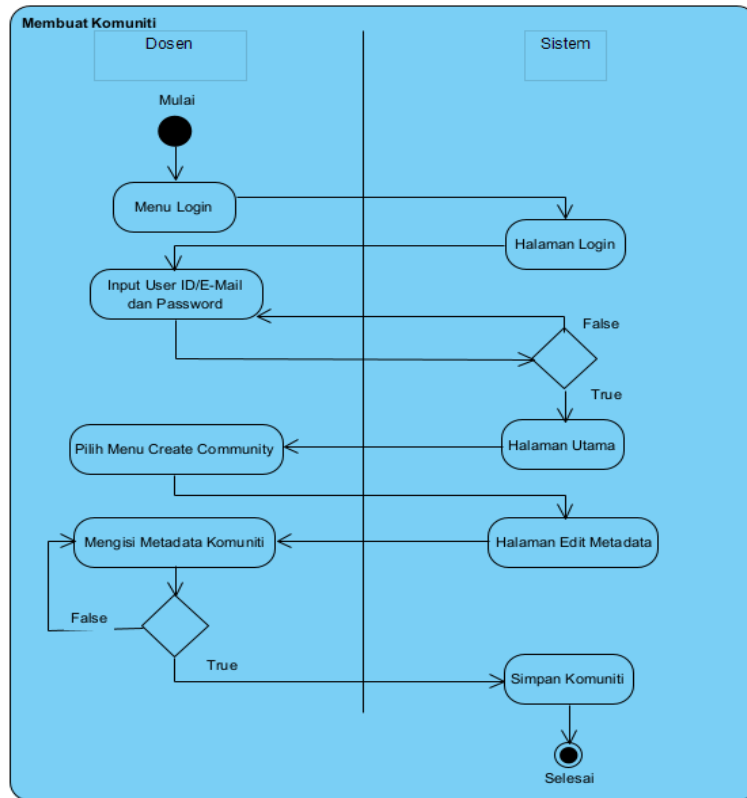 Membuat Komuniti
Dosen
Sistem
Mulai
Menu Login
Halaman Login
Input User ID/E-Mail
dan Password
False
True
Pilih Menu Create Community
Halaman Utama
Mengisi Metadata Komuniti
Halaman Edit Metadata
False
True
Simpan Komuniti
Selesai